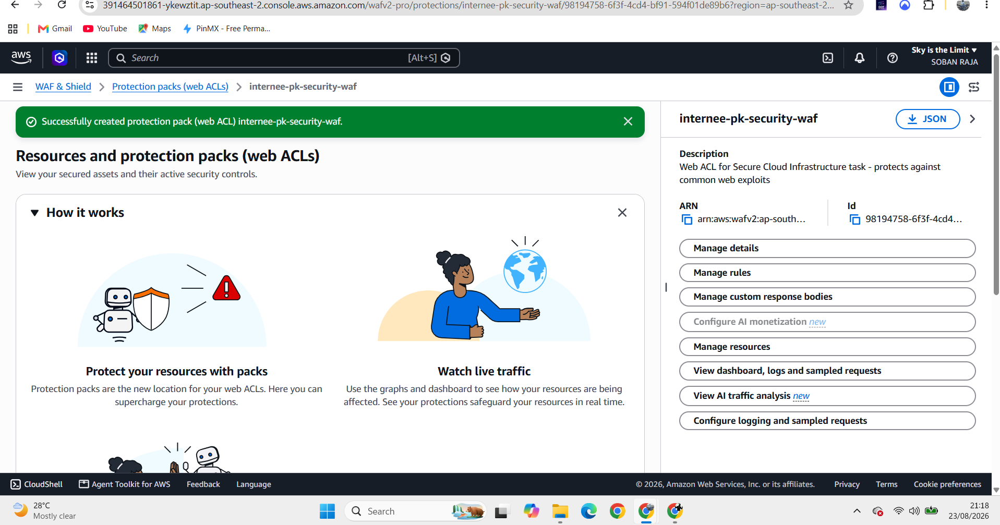 391464501861-ykewztit.ap-southeast-2.console.aws.amazon.com/wafv2-pro/protections/internee-pk-security-waf/98194758-6f3f-4cd4-bf91-594f01de89b6?region=ap-southeast-2...
Gmail
YouTube
Maps
PinMX - Free Perma...
aws
Search
[Alt+S]
Sky is the Limit
SOBAN RAJA
WAF & Shield
Protection packs (web ACLs)
internee-pk-security-waf
Successfully created protection pack (web ACL) internee-pk-security-waf.
Resources and protection packs (web ACLs)
View your secured assets and their active security controls.
How it works
Protect your resources with packs
Protection packs are the new location for your web ACLs. Here you can
supercharge your protections.
Watch live traffic
Use the graphs and dashboard to see how your resources are being
affected. See your protections safeguard your resources in real time.
internee-pk-security-waf
JSON
Description
Web ACL for Secure Cloud Infrastructure task - protects against
common web exploits
ARN
arn:aws:wafv2:ap-south...
Id
98194758-6f3f-4cd4...
Manage details
Manage rules
Manage custom response bodies
Configure AI monetization new
Manage resources
View dashboard, logs and sampled requests
View AI traffic analysis new
Configure logging and sampled requests
CloudShell
Agent Toolkit for AWS
Feedback
Language
© 2026, Amazon Web Services, Inc. or its affiliates.
Privacy
Terms
Cookie preferences
28°C
Mostly clear
Search
21:18
23/08/2026